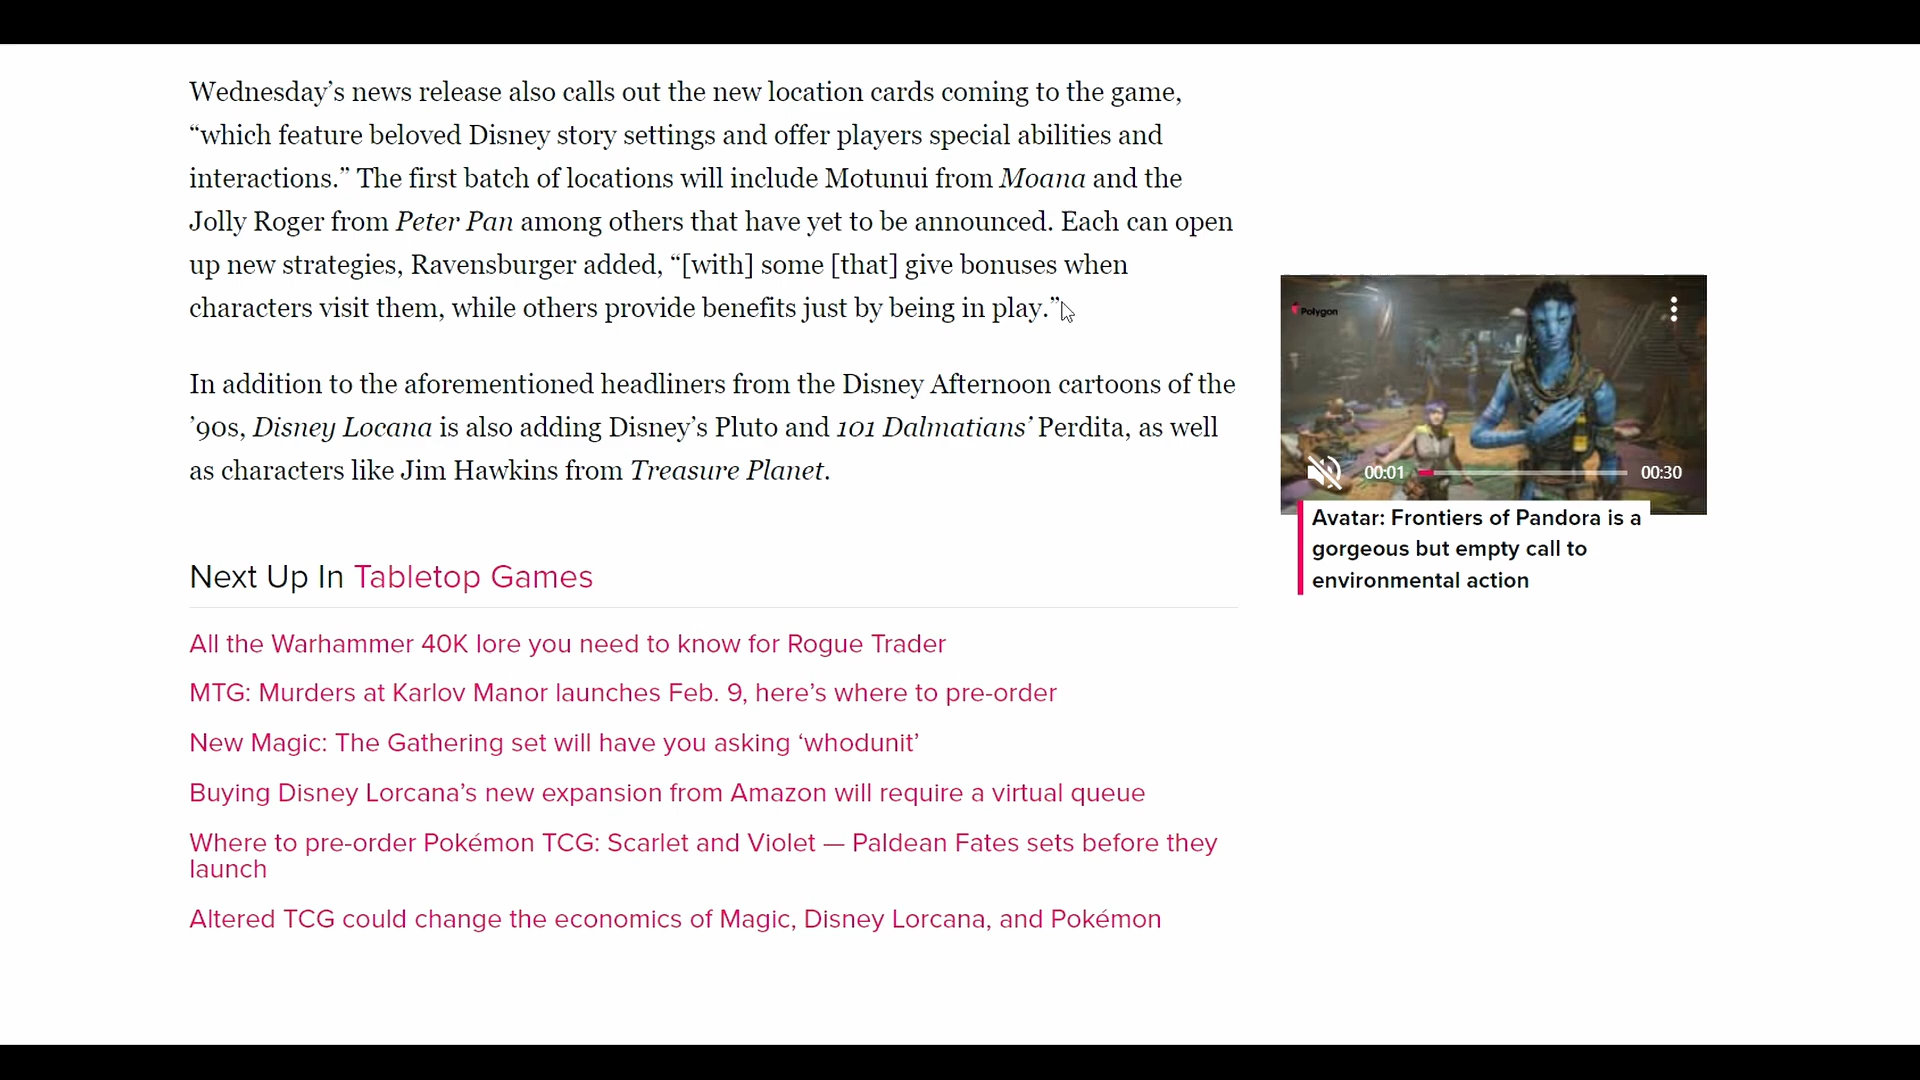 Wednesday’s news release also calls out the new location cards coming to the game,
“which feature beloved Disney story settings and offer players special abilities and
interactions.” The first batch of locations will include Motunui from Moana and the
Jolly Roger from Peter Pan among others that have yet to be announced. Each can open
up new strategies, Ravensburger added, “[with] some [that] give bonuses when
characters visit them, while others provide benefits just by being in play.”
In addition to the aforementioned headliners from the Disney Afternoon cartoons of the
’90s, Disney Locana is also adding Disney’s Pluto and 101 Dalmatians’ Perdita, as well
as characters like Jim Hawkins from Treasure Planet.
Polygon
00:01
00:30
Avatar: Frontiers of Pandora is a
gorgeous but empty call to
environmental action
Next Up In Tabletop Games
All the Warhammer 40K lore you need to know for Rogue Trader
MTG: Murders at Karlov Manor launches Feb. 9, here’s where to pre-order
New Magic: The Gathering set will have you asking ‘whodunit’
Buying Disney Lorcana’s new expansion from Amazon will require a virtual queue
Where to pre-order Pokémon TCG: Scarlet and Violet — Paldean Fates sets before they
launch
Altered TCG could change the economics of Magic, Disney Lorcana, and Pokémon